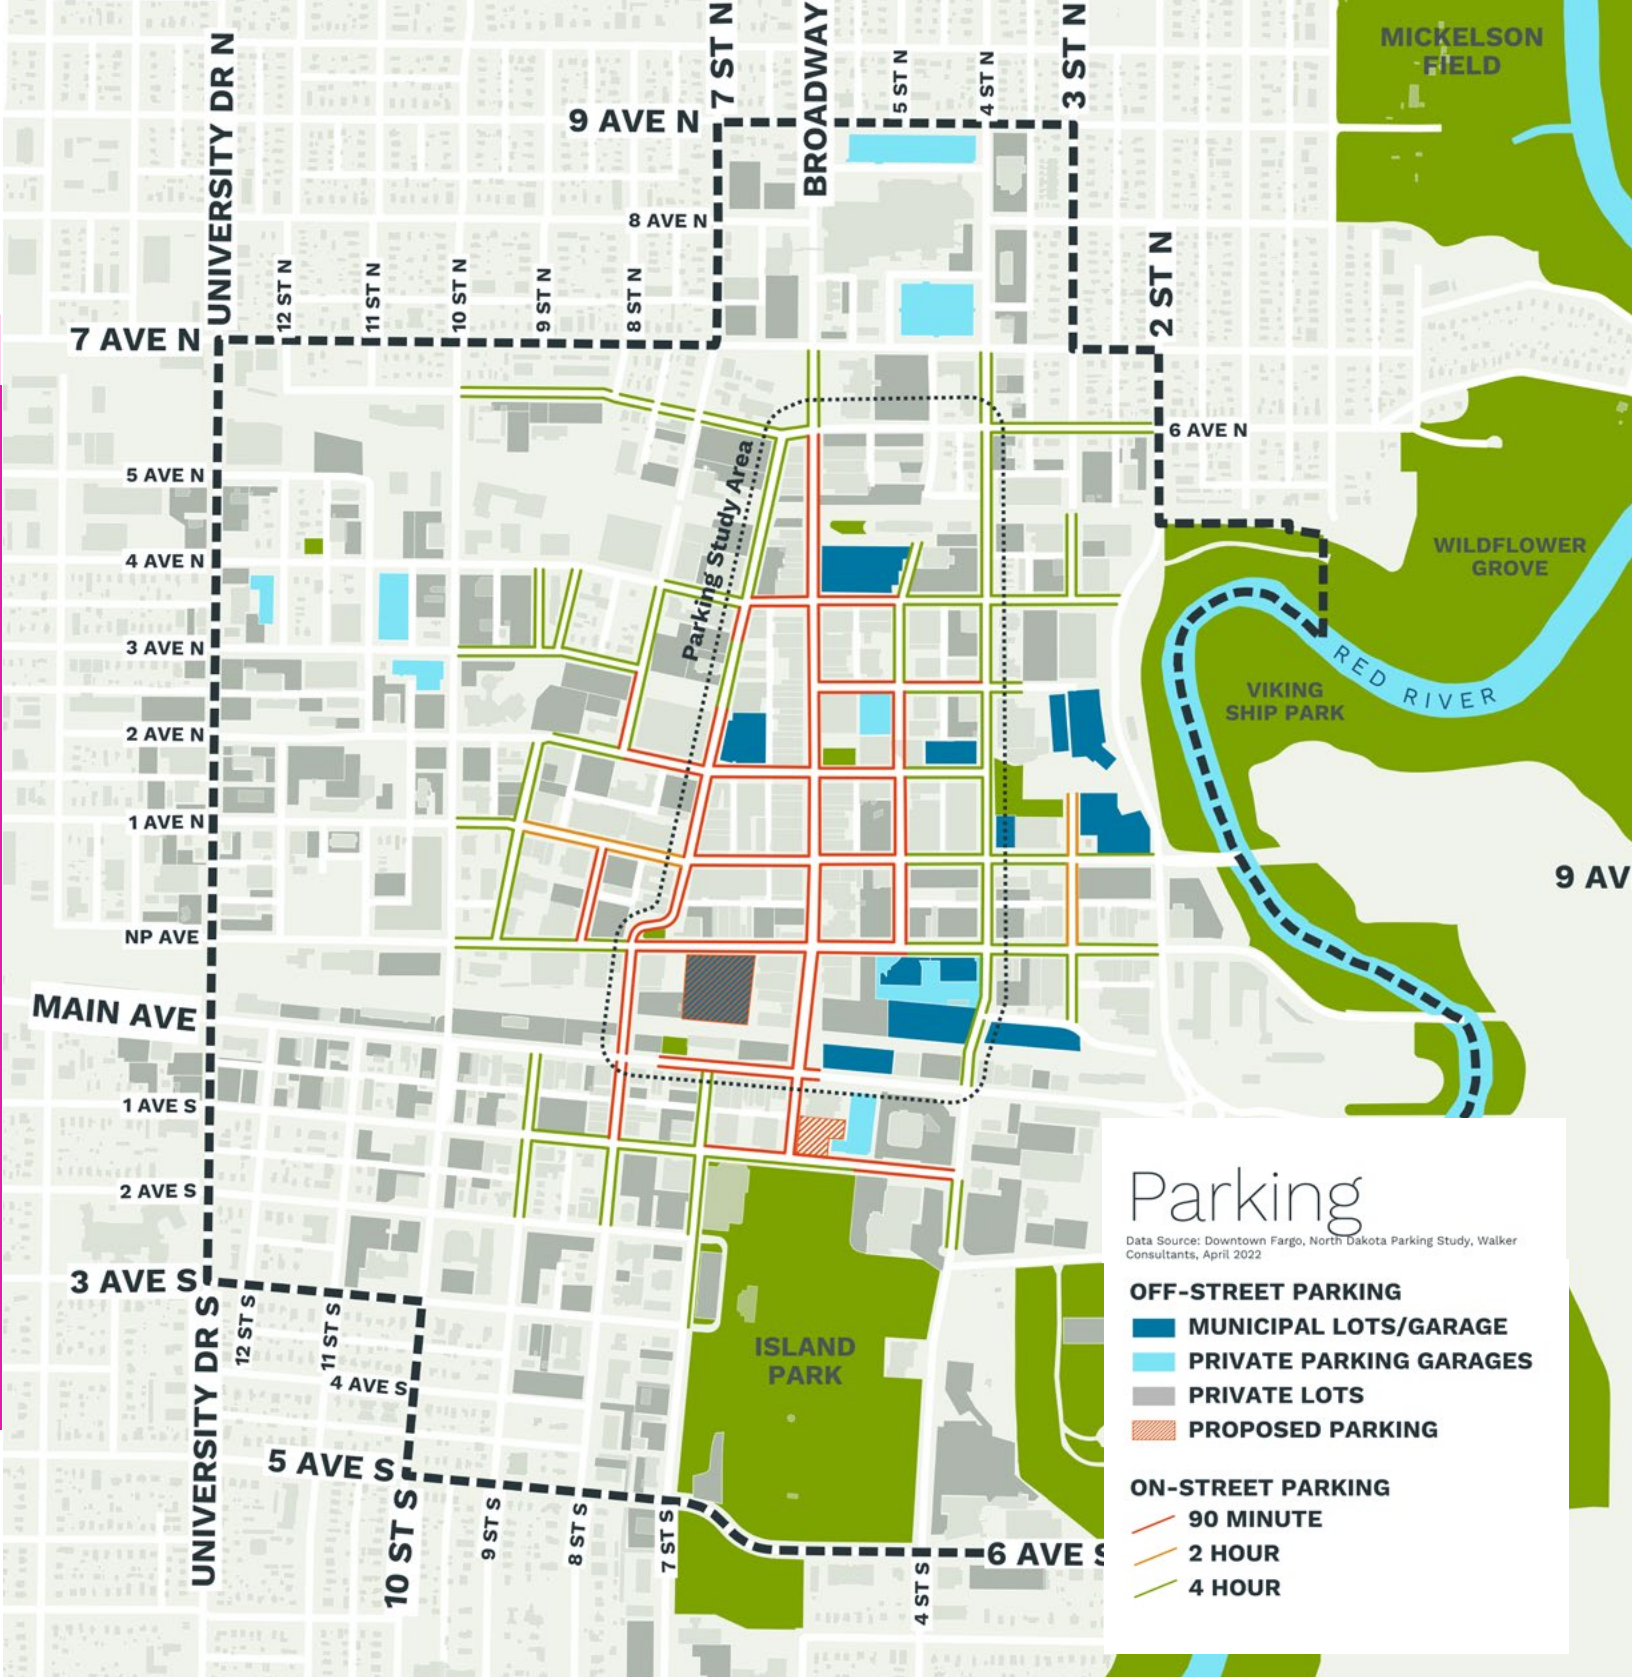 MICKELSON
FIELD
UNIVERSITY DR N
7 ST N
BROADWAY
5 ST N
4 ST N
3 ST N
9 AVE N
8 AVE N
2 ST N
12 ST N
11 ST N
10 ST N
9 ST N
8 ST N
7 AVE N
6 AVE N
Parking Study Area
5 AVE N
4 AVE N
WILDFLOWER
GROVE
3 AVE N
RED RIVER
VIKING
SHIP PARK
2 AVE N
1 AVE N
9 AV
NP AVE
MAIN AVE
1 AVE S
2 AVE S
3 AVE S
UNIVERSITY DR S
12 ST S
11 ST S
4 AVE S
ISLAND
PARK
5 AVE S
10 ST S
9 ST S
8 ST S
7 ST S
4 ST S
6 AVE S
Parking
Data Source: Downtown Fargo, North Dakota Parking Study, Walker
Consultants, April 2022
OFF-STREET PARKING
MUNICIPAL LOTS/GARAGE
PRIVATE PARKING GARAGES
PRIVATE LOTS
PROPOSED PARKING
ON-STREET PARKING
90 MINUTE
2 HOUR
4 HOUR